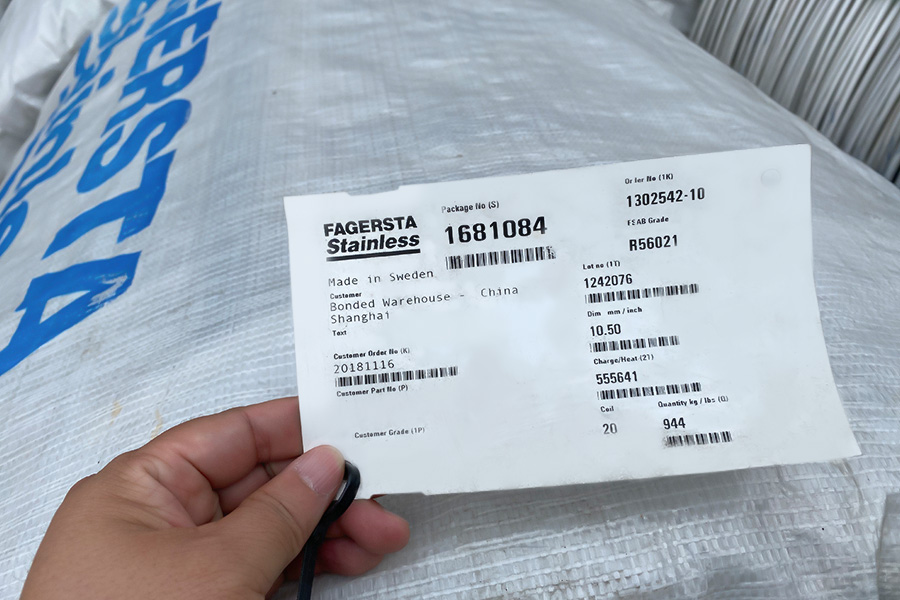 FAGERSTA
Stainless
FAGERSTA
Stainless
Made in Sweden
Customer
Bonded Warehouse - China
Shanghai
Text
Customer Order No (K)
20181116
Customer Part No (P)
Customer Grade (1P)
Package No (S)
1681084
Order No (1K)
1302542-10
FSAB Grade
R56021
Lot no (1T)
1242076
Dim mm / inch
10.50
Charge/Heat (21)
555641
Coil
20
Quantity kg / lbs (Q)
944